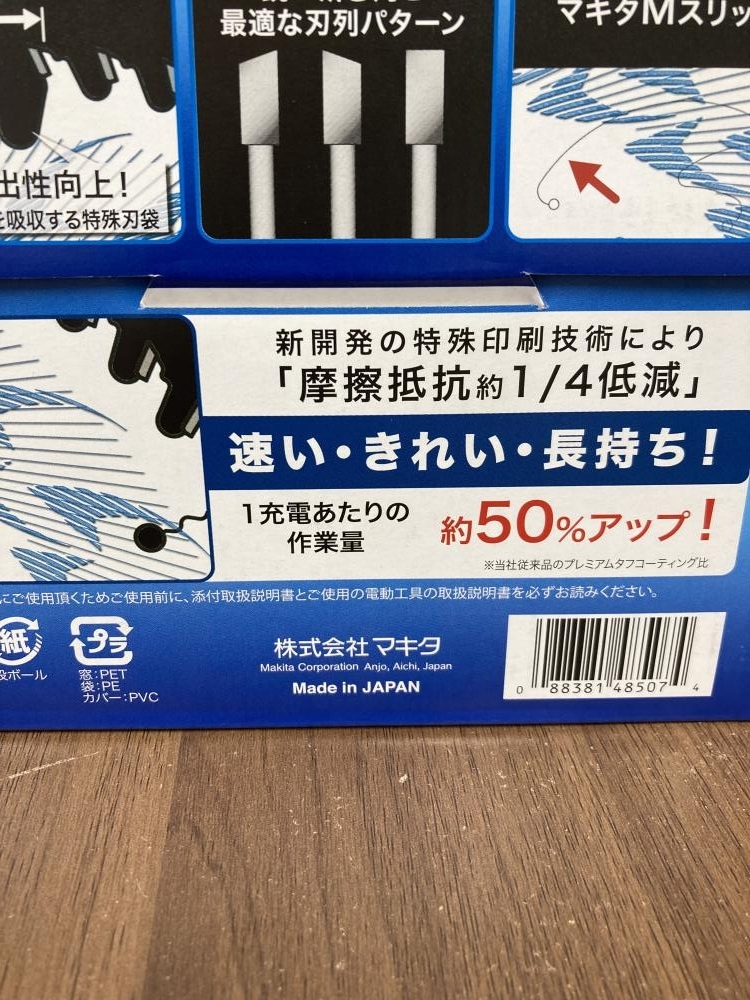 最適な刃列パターン
マキタMスリッ
出性向上!
を吸収する特殊刃袋
新開発の特殊印刷技術により
「摩擦抵抗約1/4低減」
速い・きれい・長持ち!
1充電あたりの
作業量
約50%アップ!
※当社従来品のプレミアムタフコーティング比
にご使用頂くためご使用前に、添付取扱説明書とご使用の電動工具の取扱説明書を必ずお読みください。
紙
段ボール
プラ
窓:PET
袋:PE
カバー:PVC
株式会社マキタ
Makita Corporation Anjo, Aichi, Japan
Made in JAPAN
0 88381 48507 4